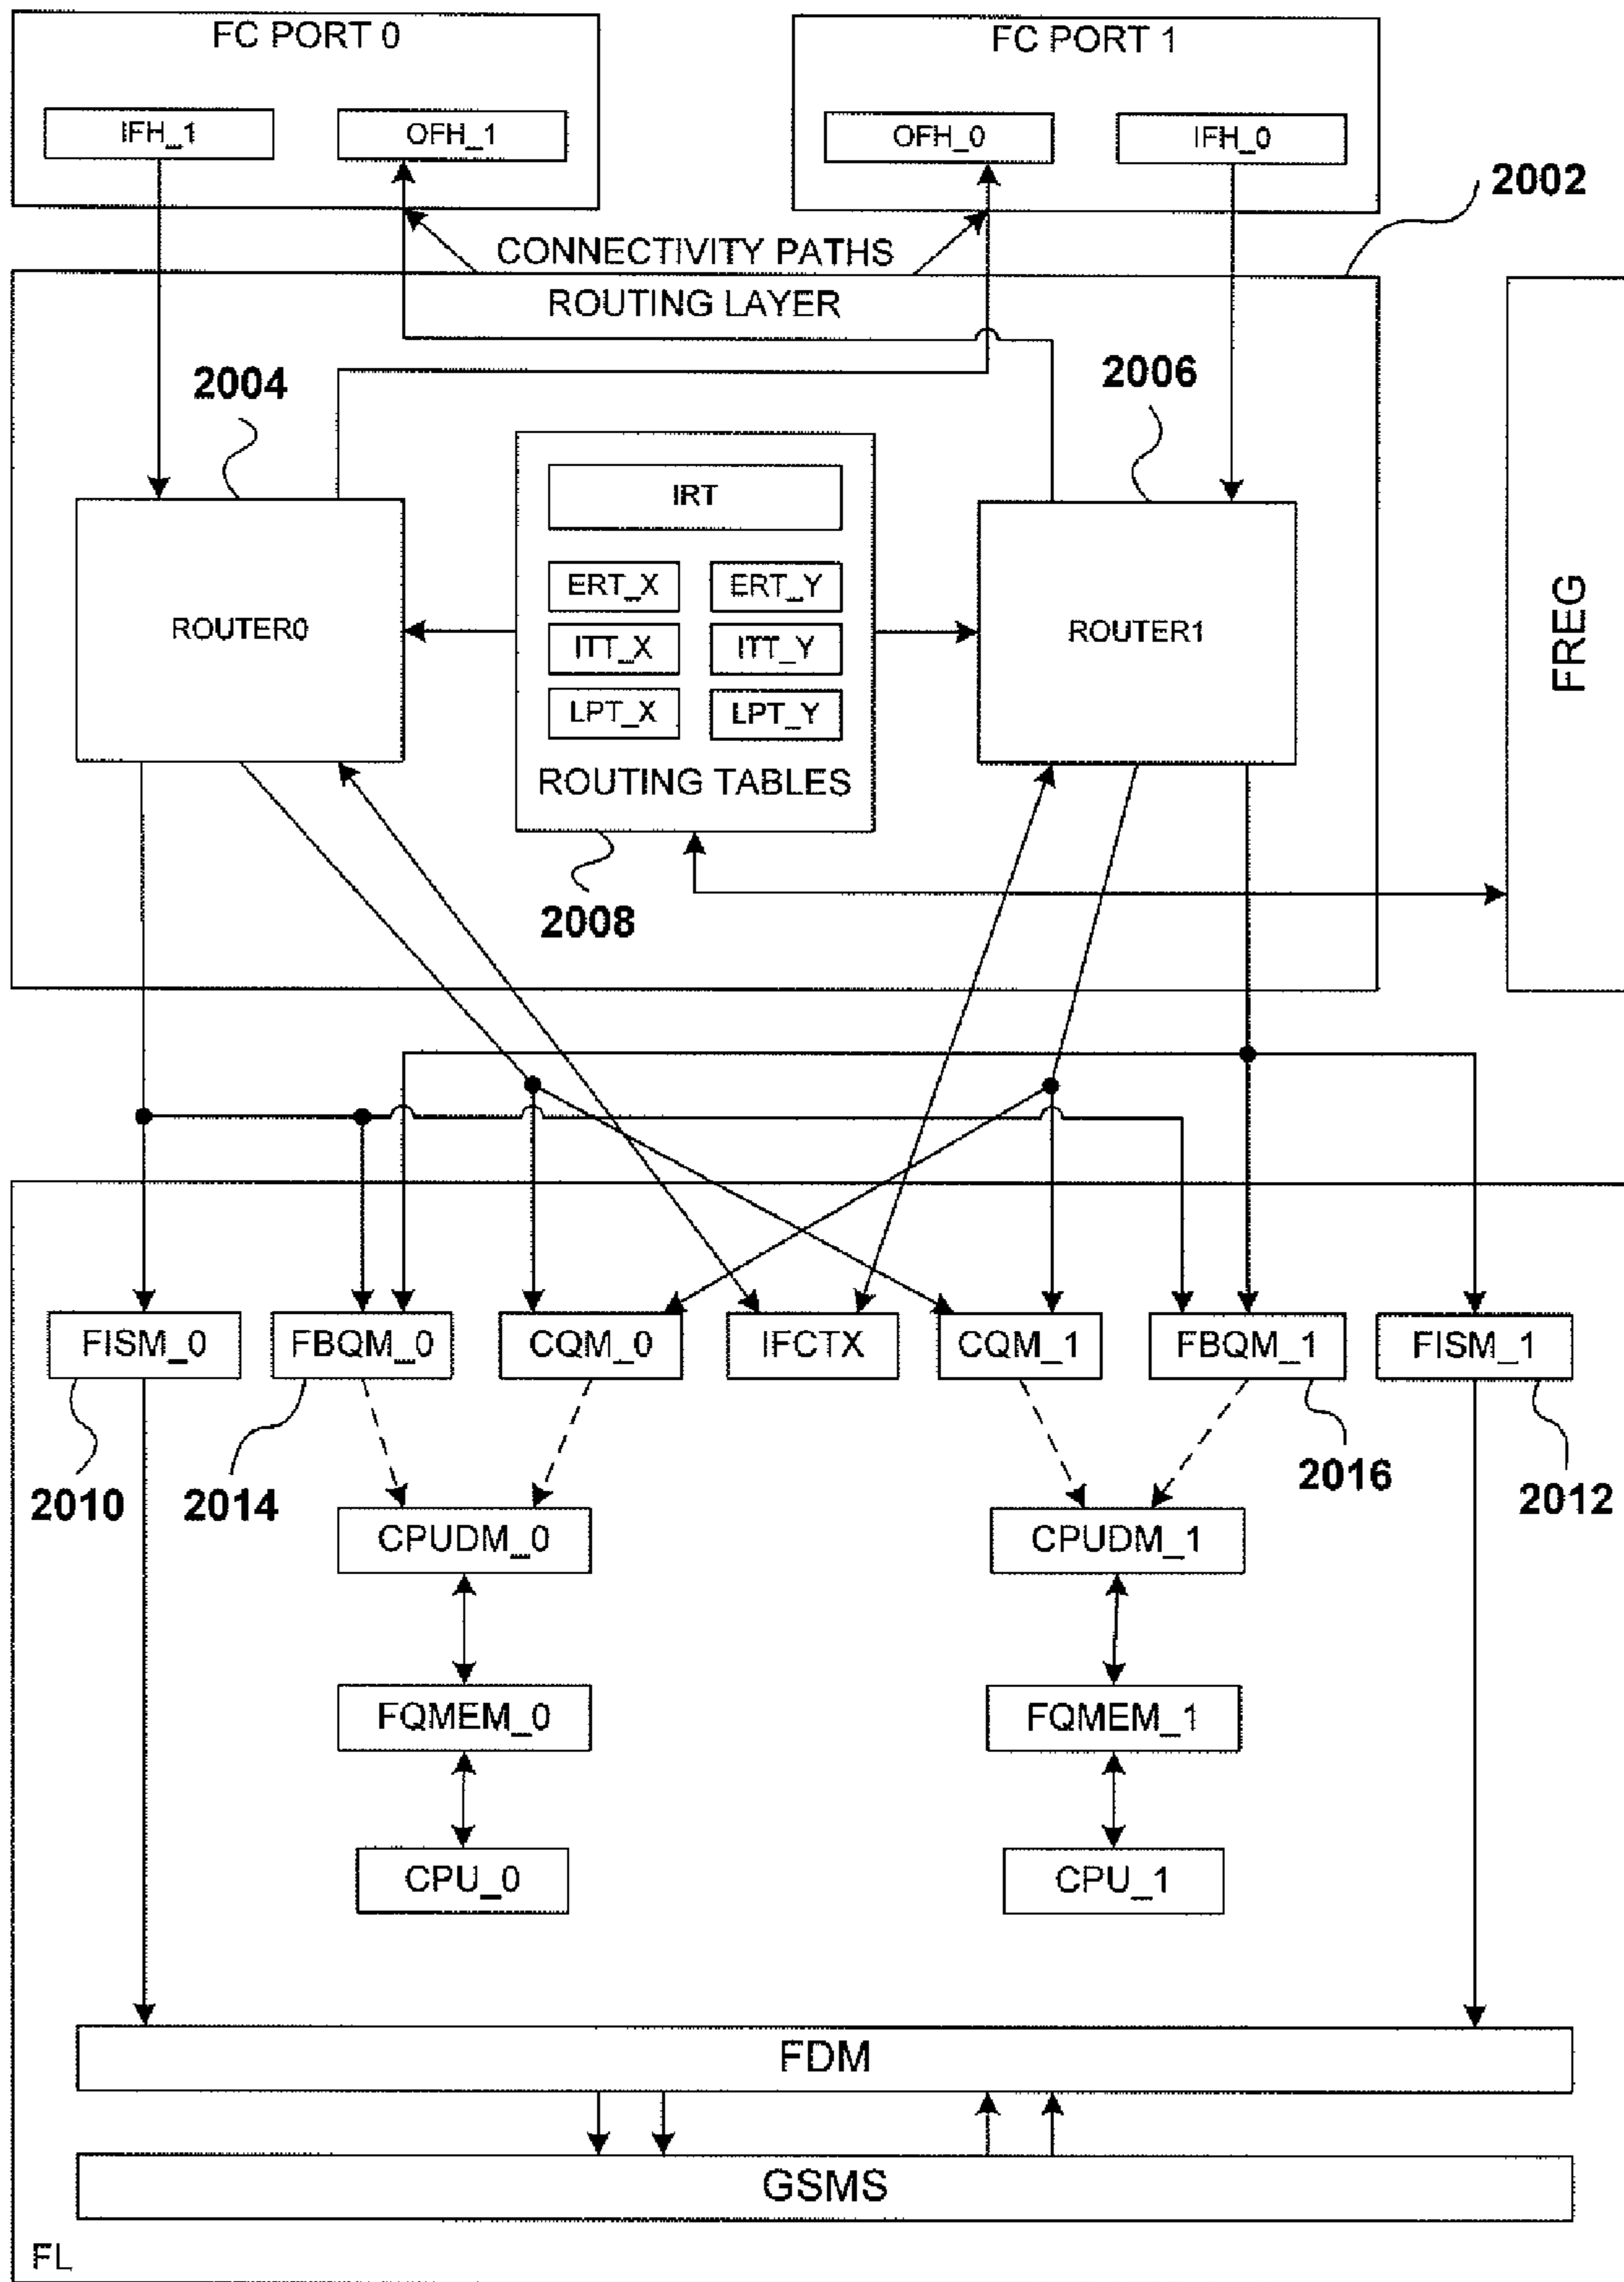 FC PORT 0
FC PORT 1
IFH_1
OFH_1
OFH_0
IFH_0
2002
CONNECTIVITY PATHS
ROUTING LAYER
2004
2006
IRT
ERT_X
ERT_Y
ROUTER0
ITT_X
ITT_Y
ROUTER1
FREG
LPT_X
LPT_Y
ROUTING TABLES
2008
FISM_0
FBQM_0
CQM_0
IFCTX
CQM_1
FBQM_1
FISM_1
2010
2014
2016
2012
CPUDM_0
CPUDM_1
FQMEM_0
FQMEM_1
CPU_0
CPU_1
FDM
GSMS
FL